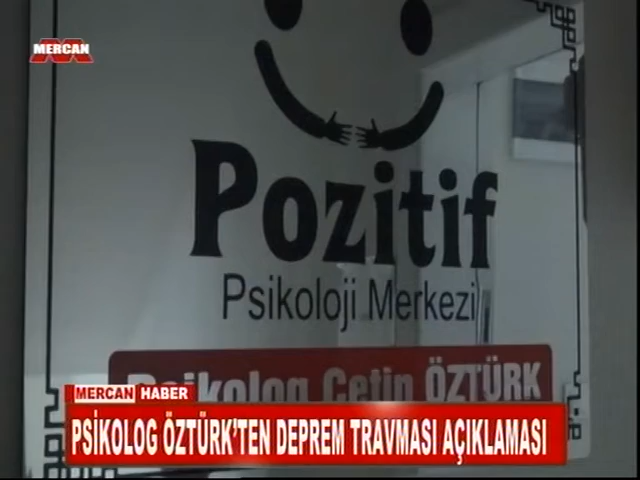 MERCAN
Pozitif
Psikoloji Merkezi
Psikolog Çetin ÖZTÜRK
MERCAN HABER
PSİKOLOG ÖZTÜRK'TEN DEPREM TRAVMASI AÇIKLAMASI